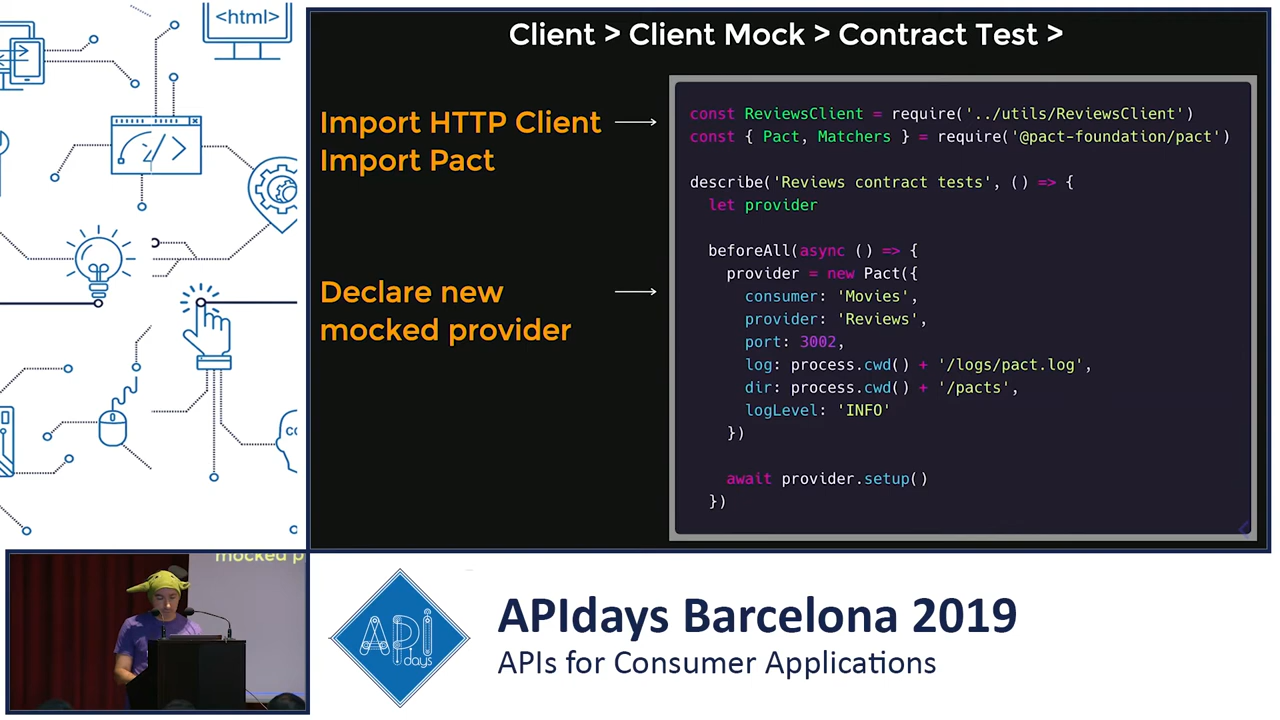 <html>
Client > Client Mock > Contract Test >
Import HTTP Client
Import Pact
Declare new
mocked provider
const ReviewsClient = require('../utils/ReviewsClient')
const { Pact, Matchers } = require('@pact-foundation/pact')
describe('Reviews contract tests', () => {
let provider
beforeAll(async () => {
provider = new Pact({
consumer: 'Movies',
provider: 'Reviews',
port: 3002,
log: process.cwd() + '/logs/pact.log',
dir: process.cwd() + '/pacts',
logLevel: 'INFO'
})
await provider.setup()
})
</>
CO
mocked p
API
days
APIdays Barcelona 2019
APIs for Consumer Applications